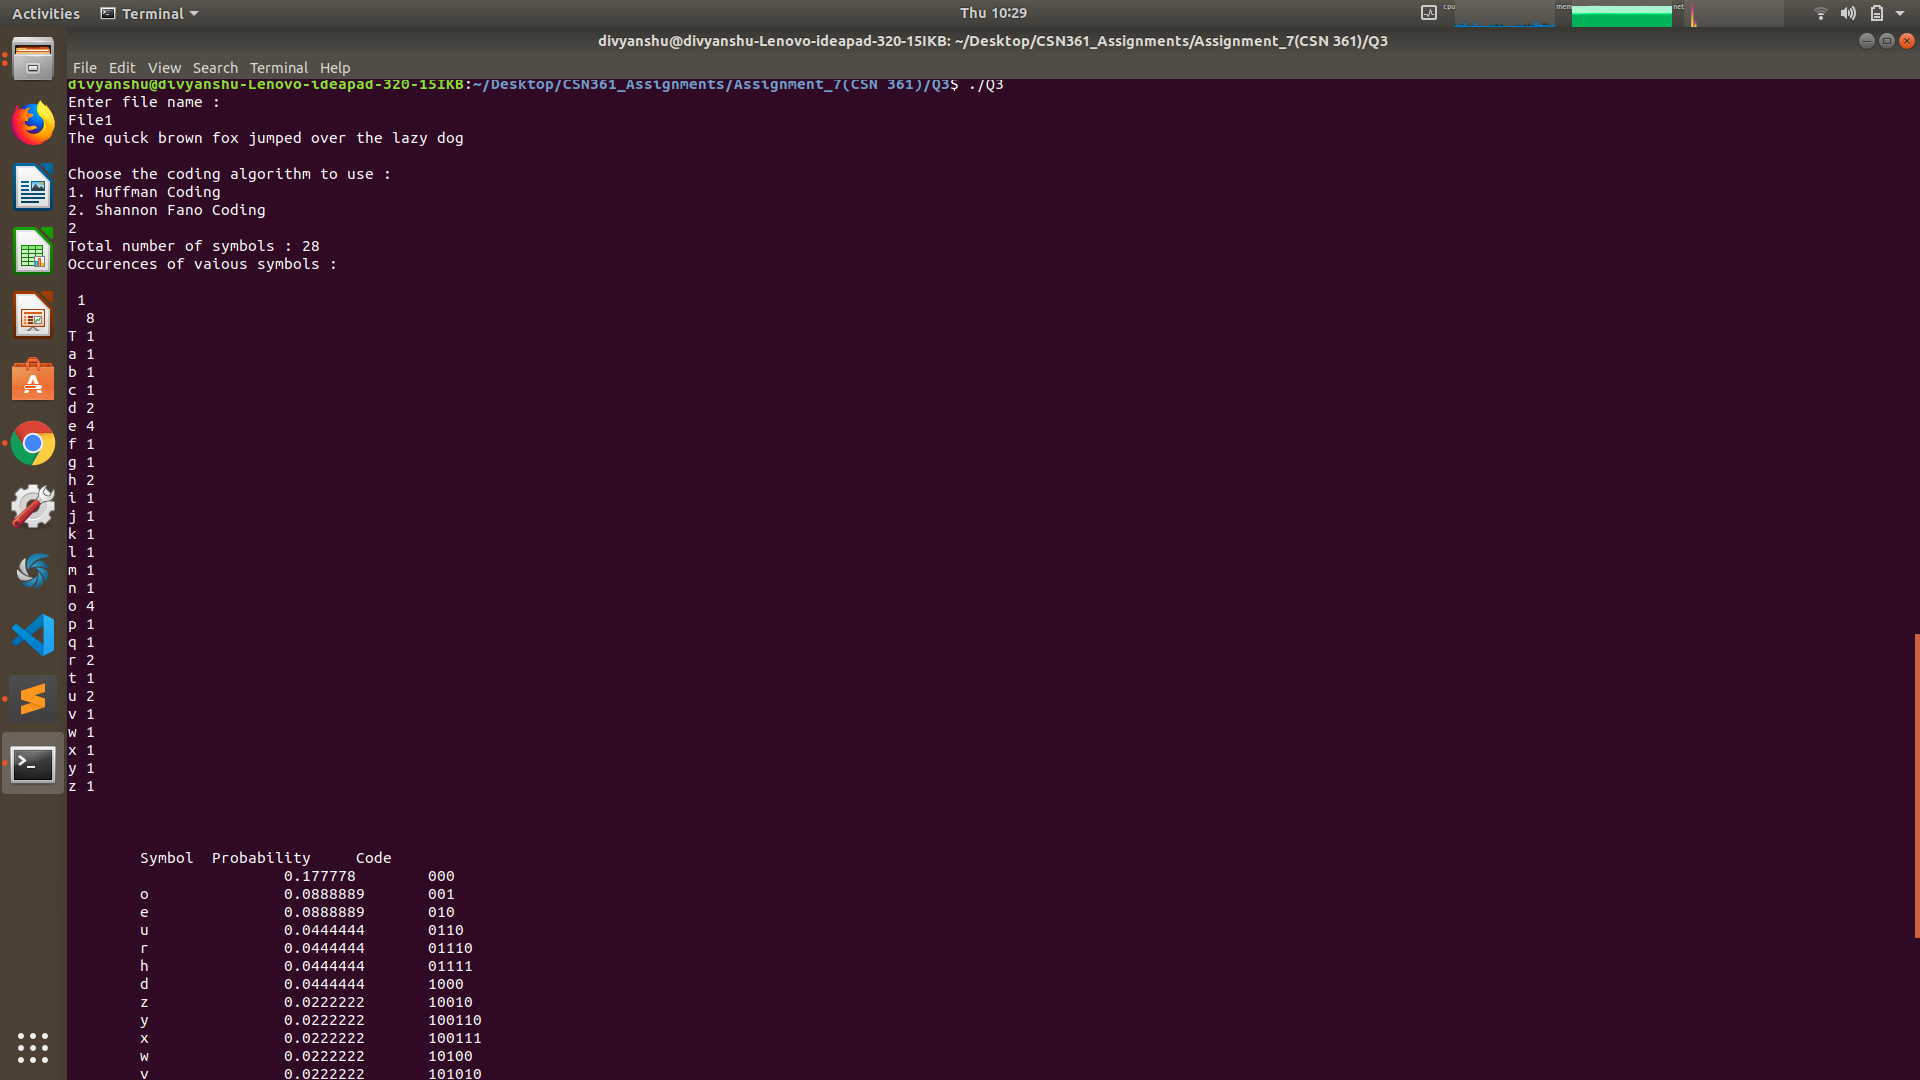 Activities Terminal Thu 10:29 cpu mem net
divyanshu@divyanshu-Lenovo-ideapad-320-15IKB: ~/Desktop/CSN361_Assignments/Assignment_7(CSN 361)/Q3
File Edit View Search Terminal Help
divyanshu@divyanshu-Lenovo-ideapad-320-15IKB:~/Desktop/CSN361_Assignments/Assignment_7(CSN 361)/Q3$ ./Q3
Enter file name :
File1
The quick brown fox jumped over the lazy dog
Choose the coding algorithm to use :
1. Huffman Coding
2. Shannon Fano Coding
2
Total number of symbols : 28
Occurences of vaious symbols :
1
8
T 1
a 1
b 1
c 1
d 2
e 4
f 1
g 1
h 2
i 1
j 1
k 1
l 1
m 1
n 1
o 4
p 1
q 1
r 2
t 1
u 2
v 1
w 1
x 1
y 1
z 1
Symbol Probability Code
0.177778 000
o 0.0888889 001
e 0.0888889 010
u 0.0444444 0110
r 0.0444444 01110
h 0.0444444 01111
d 0.0444444 1000
z 0.0222222 10010
y 0.0222222 100110
x 0.0222222 100111
w 0.0222222 10100
v 0.0222222 101010